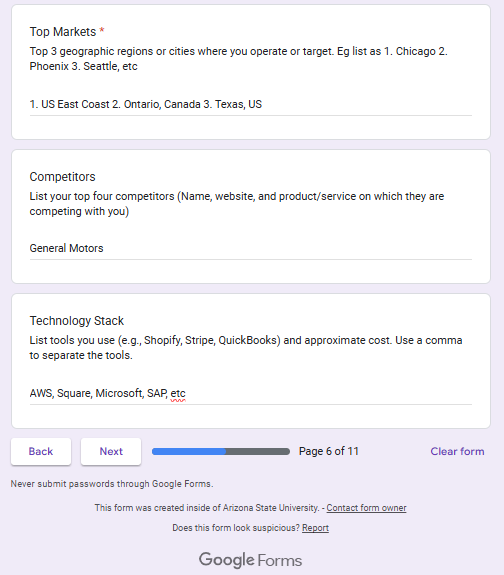 Top Markets *
Top 3 geographic regions or cities where you operate or target. Eg list as 1. Chicago 2.
Phoenix 3. Seattle, etc
1. US East Coast 2. Ontario, Canada 3. Texas, US
Competitors
List your top four competitors (Name, website, and product/service on which they are
competing with you)
General Motors
Technology Stack
List tools you use (e.g., Shopify, Stripe, QuickBooks) and approximate cost. Use a comma
to separate the tools.
AWS, Square, Microsoft, SAP, etc
Back Next Page 6 of 11 Clear form
Never submit passwords through Google Forms.
This form was created inside of Arizona State University. - Contact form owner
Does this form look suspicious? Report
Google Forms